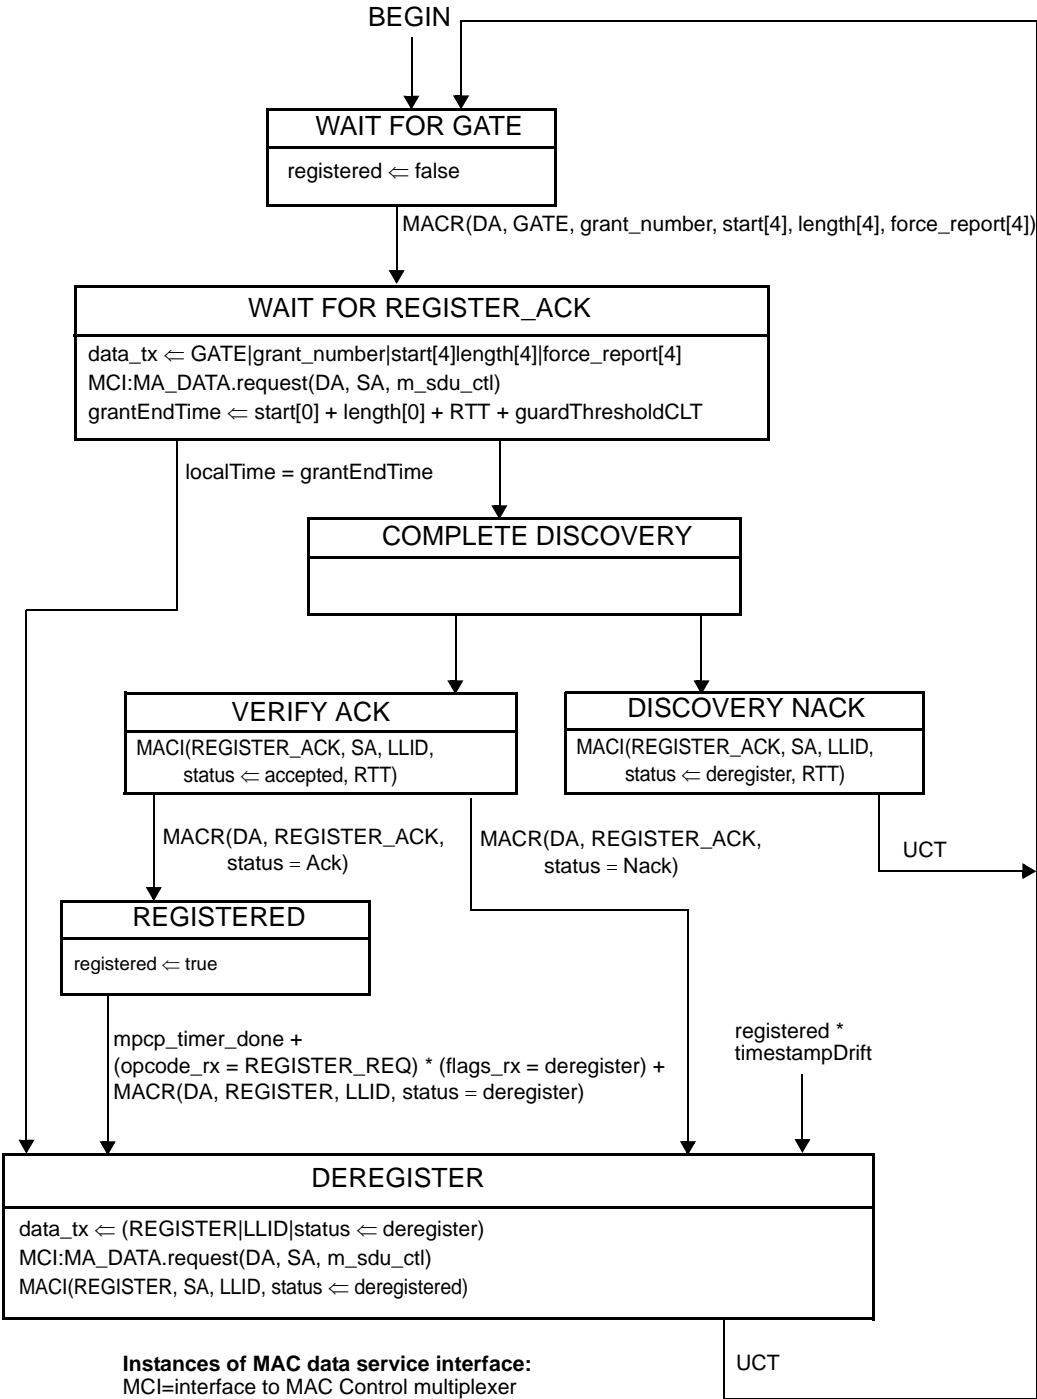 BEGIN
WAIT FOR GATE
registered ⇐ false
MACR(DA, GATE, grant_number, start[4], length[4], force_report[4])
WAIT FOR REGISTER_ACK
data_tx ⇐ GATE|grant_number|start[4]length[4]|force_report[4]
MCI:MA_DATA.request(DA, SA, m_sdu_ctl)
grantEndTime ⇐ start[0] + length[0] + RTT + guardThresholdCLT
localTime = grantEndTime
COMPLETE DISCOVERY
VERIFY ACK
MACI(REGISTER_ACK, SA, LLID,
status ⇐ accepted, RTT)
DISCOVERY NACK
MACI(REGISTER_ACK, SA, LLID,
status ⇐ deregister, RTT)
MACR(DA, REGISTER_ACK,
status = Ack)
MACR(DA, REGISTER_ACK,
status = Nack)
UCT
REGISTERED
registered ⇐ true
mpcp_timer_done +
(opcode_rx = REGISTER_REQ) * (flags_rx = deregister) +
MACR(DA, REGISTER, LLID, status = deregister)
registered *
timestampDrift
DEREGISTER
data_tx ⇐ (REGISTER|LLID|status ⇐ deregister)
MCI:MA_DATA.request(DA, SA, m_sdu_ctl)
MACI(REGISTER, SA, LLID, status ⇐ deregistered)
UCT
Instances of MAC data service interface:
MCI=interface to MAC Control multiplexer